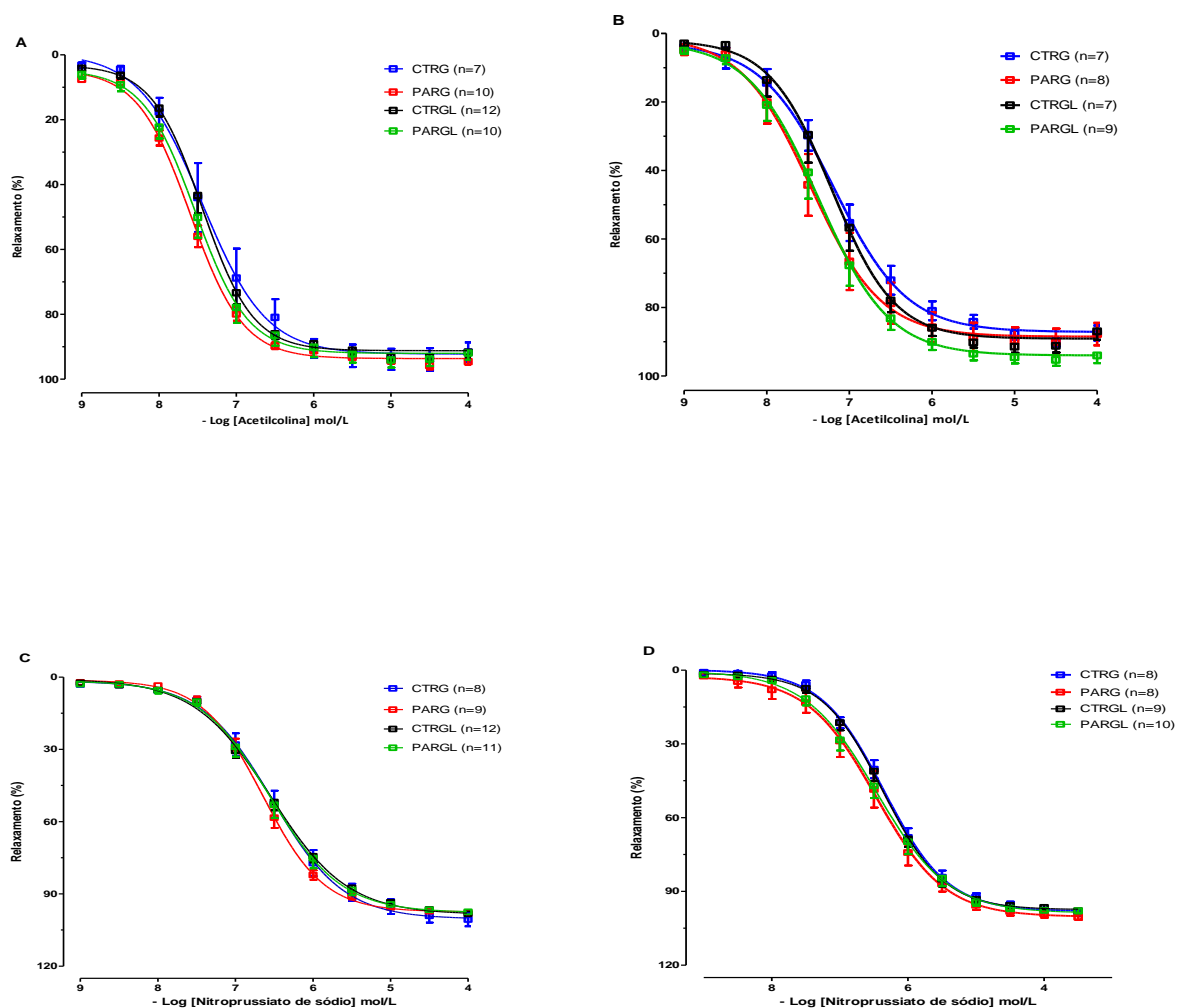 A
CTRG (n=7)
PARG (n=10)
CTRGL (n=12)
PARGL (n=10)
Relaxamento (%)
0
20
40
60
80
100
9 8 7 6 5 4
- Log [Acetilcolina] mol/L
B
CTRG (n=7)
PARG (n=8)
CTRGL (n=7)
PARGL (n=9)
Relaxamento (%)
0
20
40
60
80
100
9 8 7 6 5 4
- Log [Acetilcolina] mol/L
C
CTRG (n=8)
PARG (n=9)
CTRGL (n=12)
PARGL (n=11)
Relaxamento (%)
0
30
60
90
120
9 8 7 6 5 4
- Log [Nitroprussiato de sódio] mol/L
D
CTRG (n=8)
PARG (n=8)
CTRGL (n=9)
PARGL (n=10)
Relaxamento (%)
0
30
60
90
120
8 6 4
- Log [Nitroprussiato de sódio] mol/L